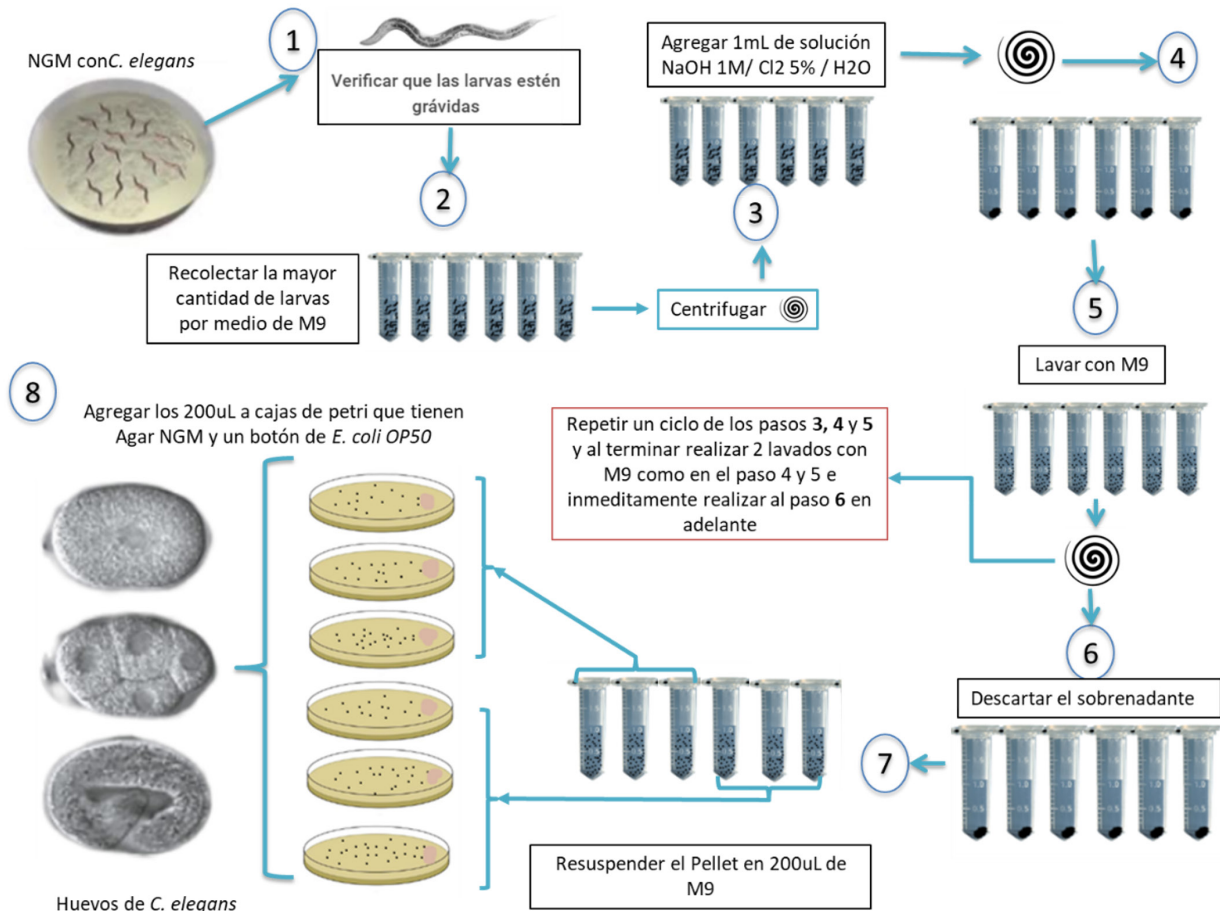 NGM conC. elegans
1
Verificar que las larvas estén
grávidas
2
Recolectar la mayor
cantidad de larvas
por medio de M9
Centrifugar
3
Agregar 1mL de solución
NaOH 1M/ Cl2 5% / H2O
4
5
Lavar con M9
Repetir un ciclo de los pasos 3, 4 y 5
y al terminar realizar 2 lavados con
M9 como en el paso 4 y 5 e
inmeditamente realizar al paso 6 en
adelante
6
Descartar el sobrenadante
7
Resuspender el Pellet en 200uL de
M9
8
Agregar los 200uL a cajas de petri que tienen
Agar NGM y un botón de E. coli OP50
Huevos de C. elegans